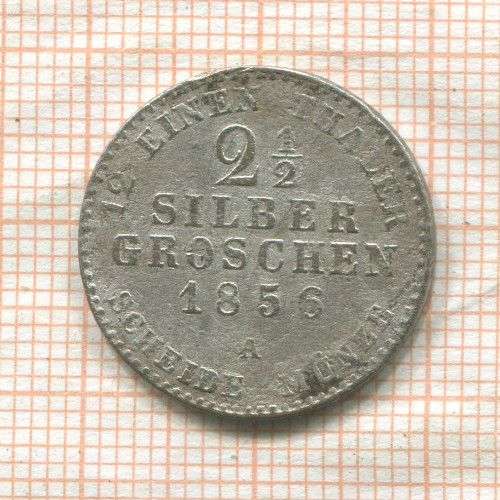 12 EINEN THALER
2 1/2
SILBER
GROSCHEN
1856
A
SCHEIDE MÜNZE